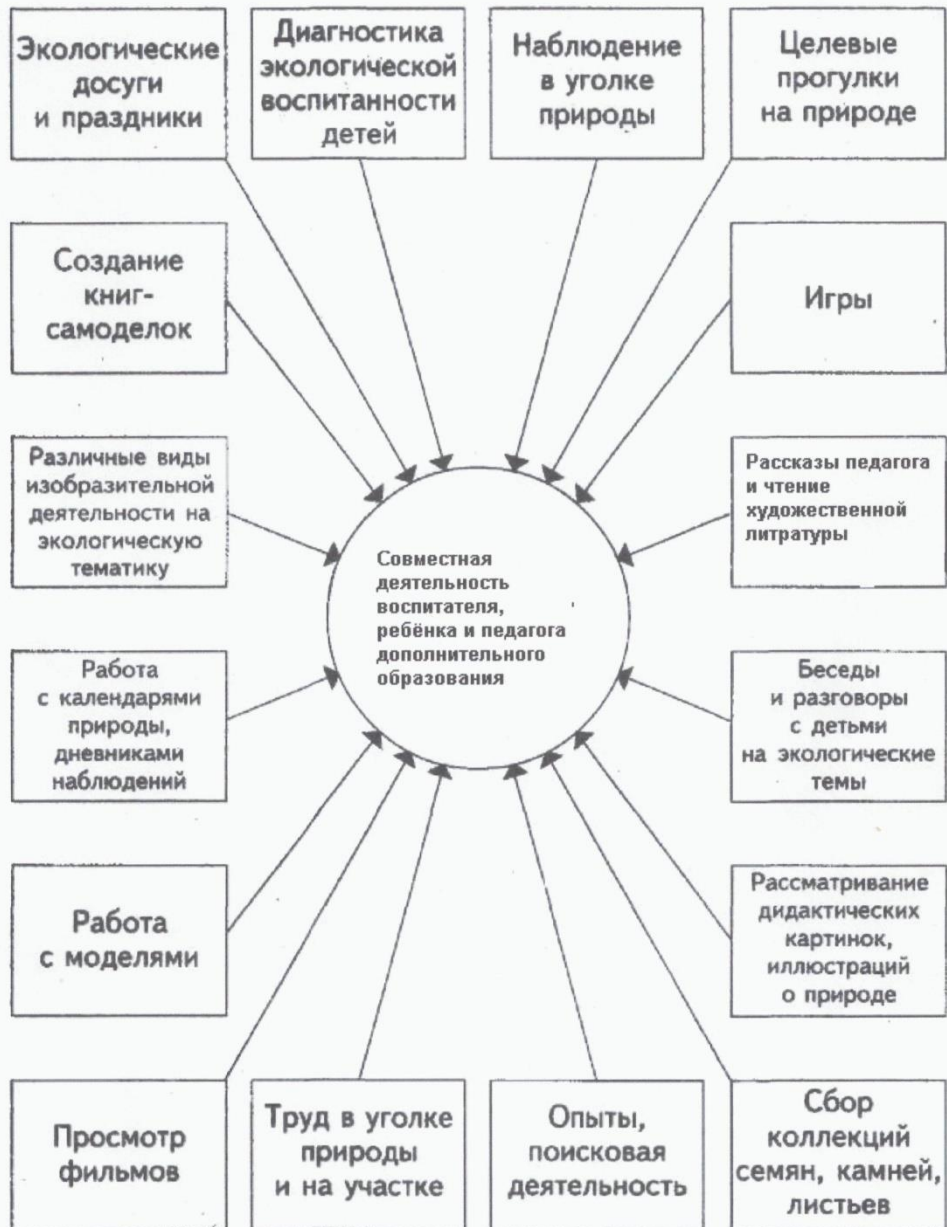 Экологические
досуги
и праздники
Диагностика
экологической
воспитанности
детей
Наблюдение
в уголке
природы
Целевые
прогулки
на природе
Создание
книг-
самоделок
Игры
Различные виды
изобразительной
деятельности на
экологическую
тематику
Рассказы педагога
и чтение
художественной
литратуры
Совместная
деятельность
воспитателя,
ребёнка и педагога
дополнительного
образования
Работа
с календарями
природы,
дневниками
наблюдений
Беседы
и разговоры
с детьми
на экологические
темы
Работа
с моделями
Рассматривание
дидактических
картинок,
иллюстраций
о природе
Просмотр
фильмов
Труд в уголке
природы
и на участке
Опыты,
поисковая
деятельность
Сбор
коллекций
семян, камней,
листьев